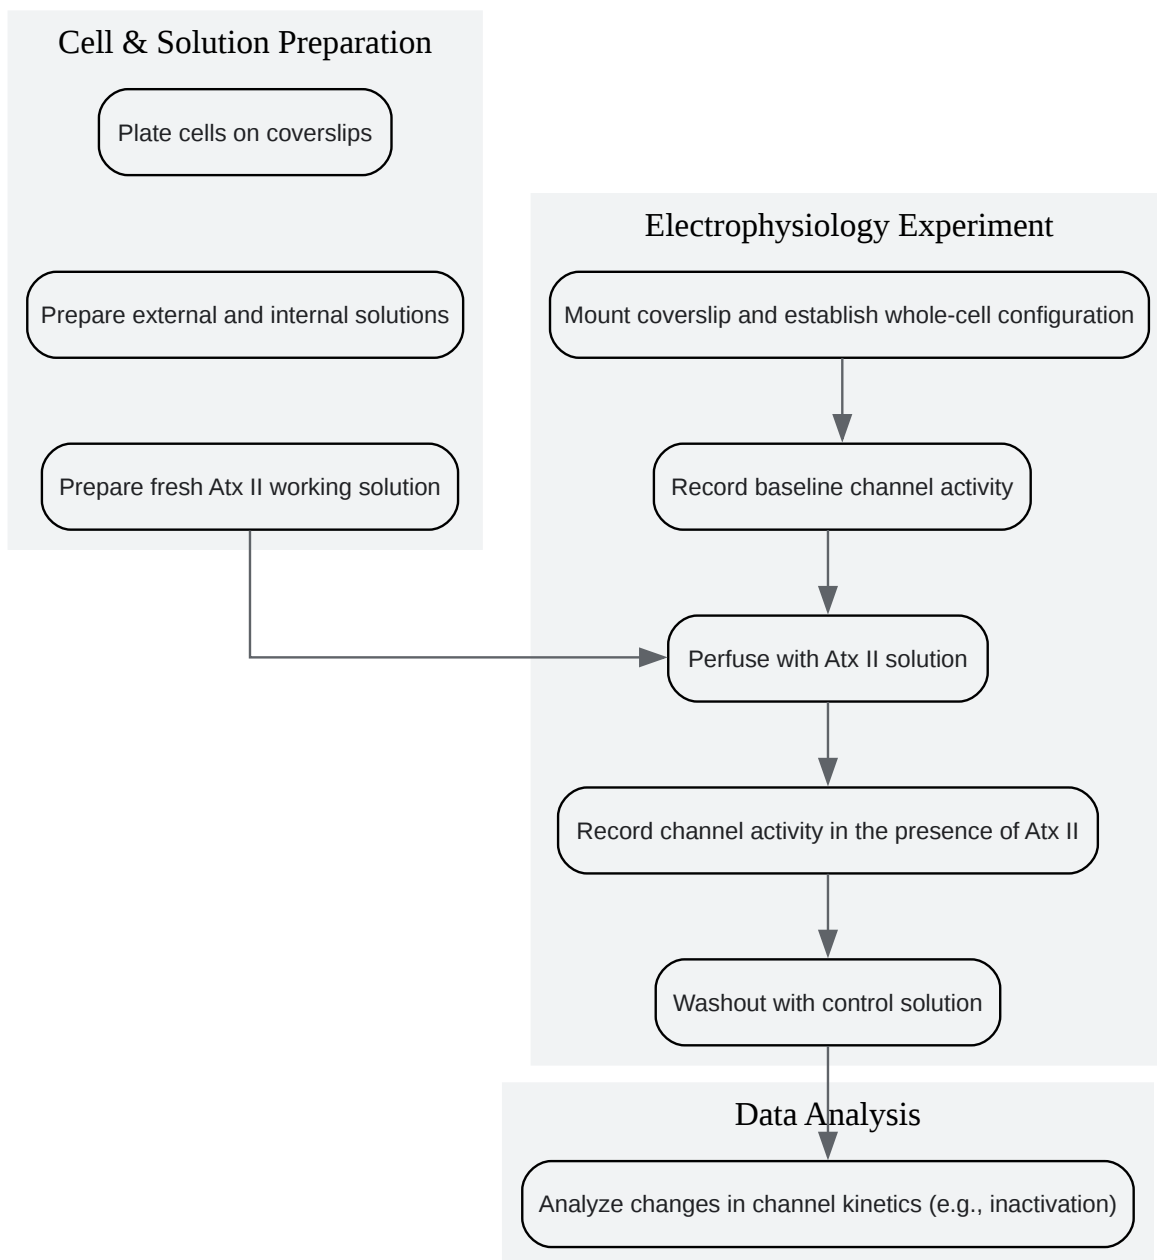 Cell & Solution Preparation
Plate cells on coverslips
Prepare external and internal solutions
Prepare fresh Atx II working solution
Electrophysiology Experiment
Mount coverslip and establish whole-cell configuration
Record baseline channel activity
Perfuse with Atx II solution
Record channel activity in the presence of Atx II
Washout with control solution
Data Analysis
Analyze changes in channel kinetics (e.g., inactivation)